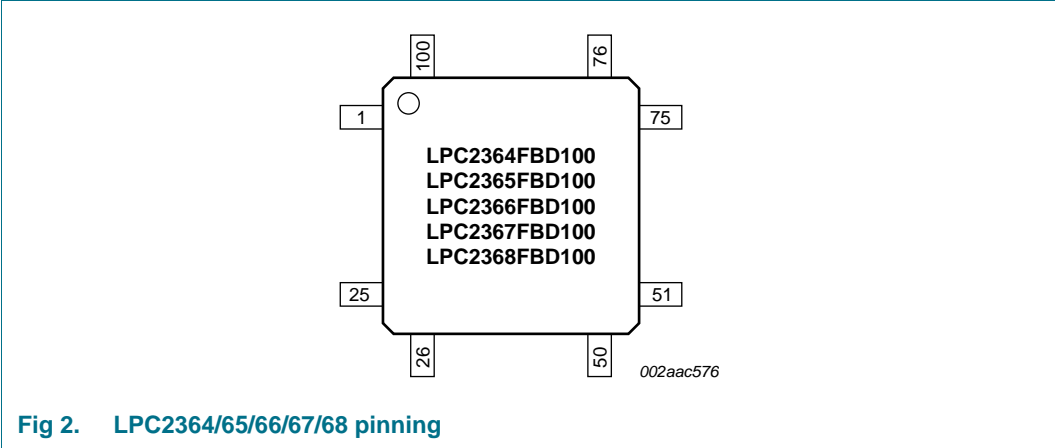 100
76
1
75
LPC2364FBD100
LPC2365FBD100
LPC2366FBD100
LPC2367FBD100
LPC2368FBD100
25
51
26
50
002aac576
Fig 2. LPC2364/65/66/67/68 pinning